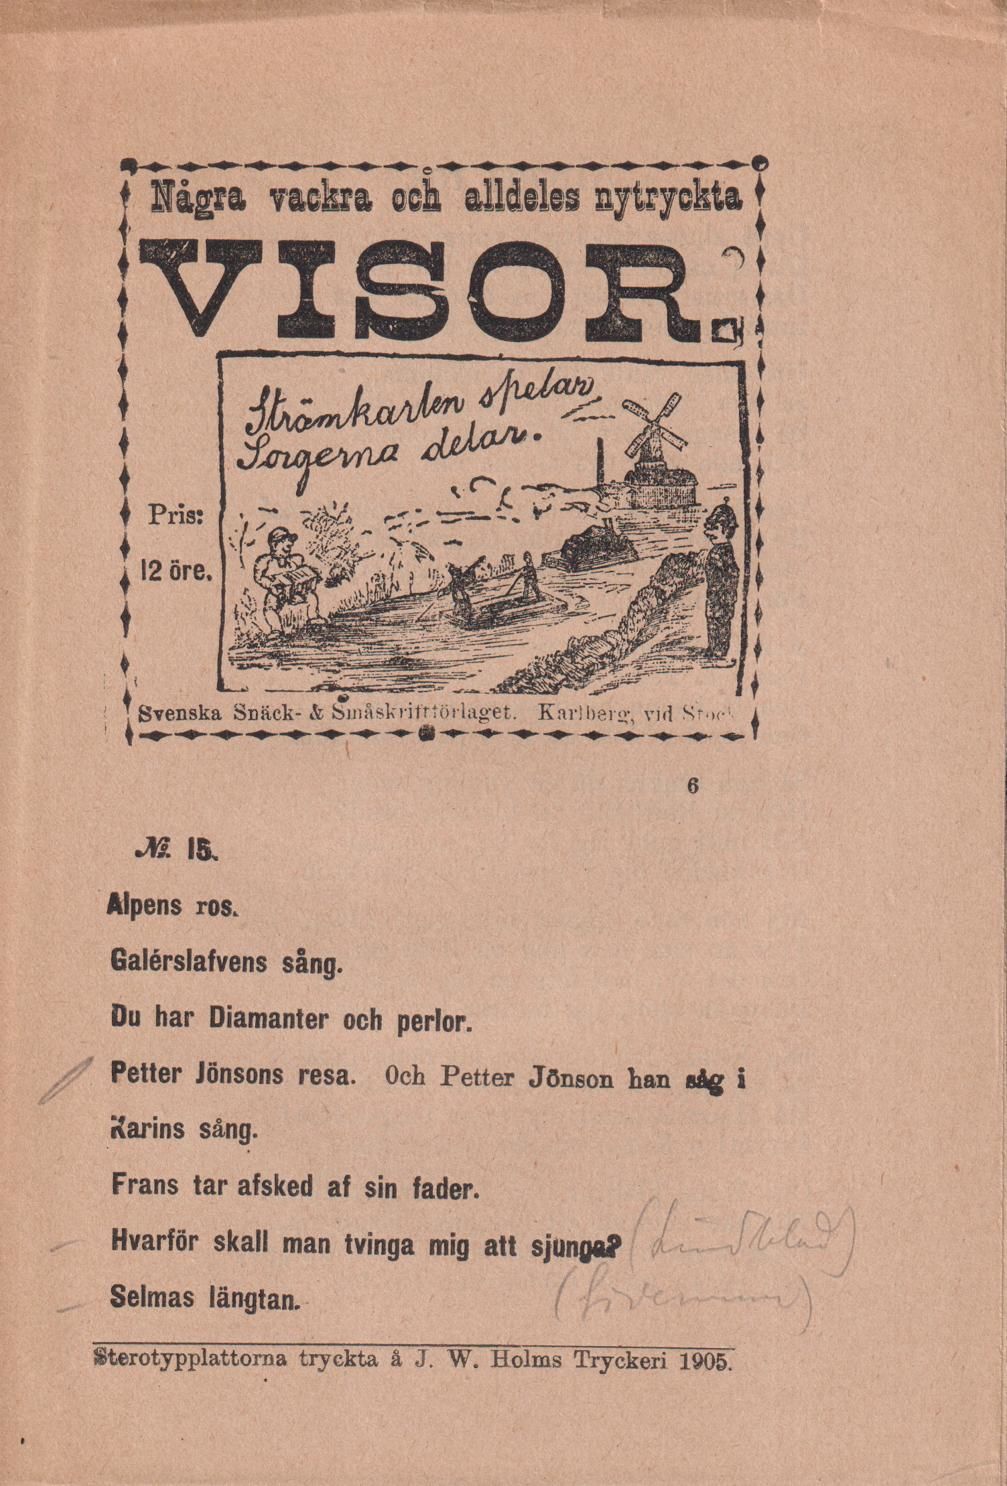 Några vackra och alldeles nytryckta
VISOR.
Strömkarlen spelar,
Sorgerna delar.
Pris:
12 öre.
Svenska Snäck- & Småskriftförlaget. Karlberg, vid Stock
6
№. 15.
Alpens ros.
Galérslafvens sång.
Du har Diamanter och perlor.
Petter Jönsons resa. Och Petter Jönson han såg i
Karins sång.
Frans tar afsked af sin fader.
Hvarför skall man tvinga mig att sjunga? (Lindblad)
Selmas längtan.
Sterotypplattorna tryckta å J. W. Holms Tryckeri 1905.